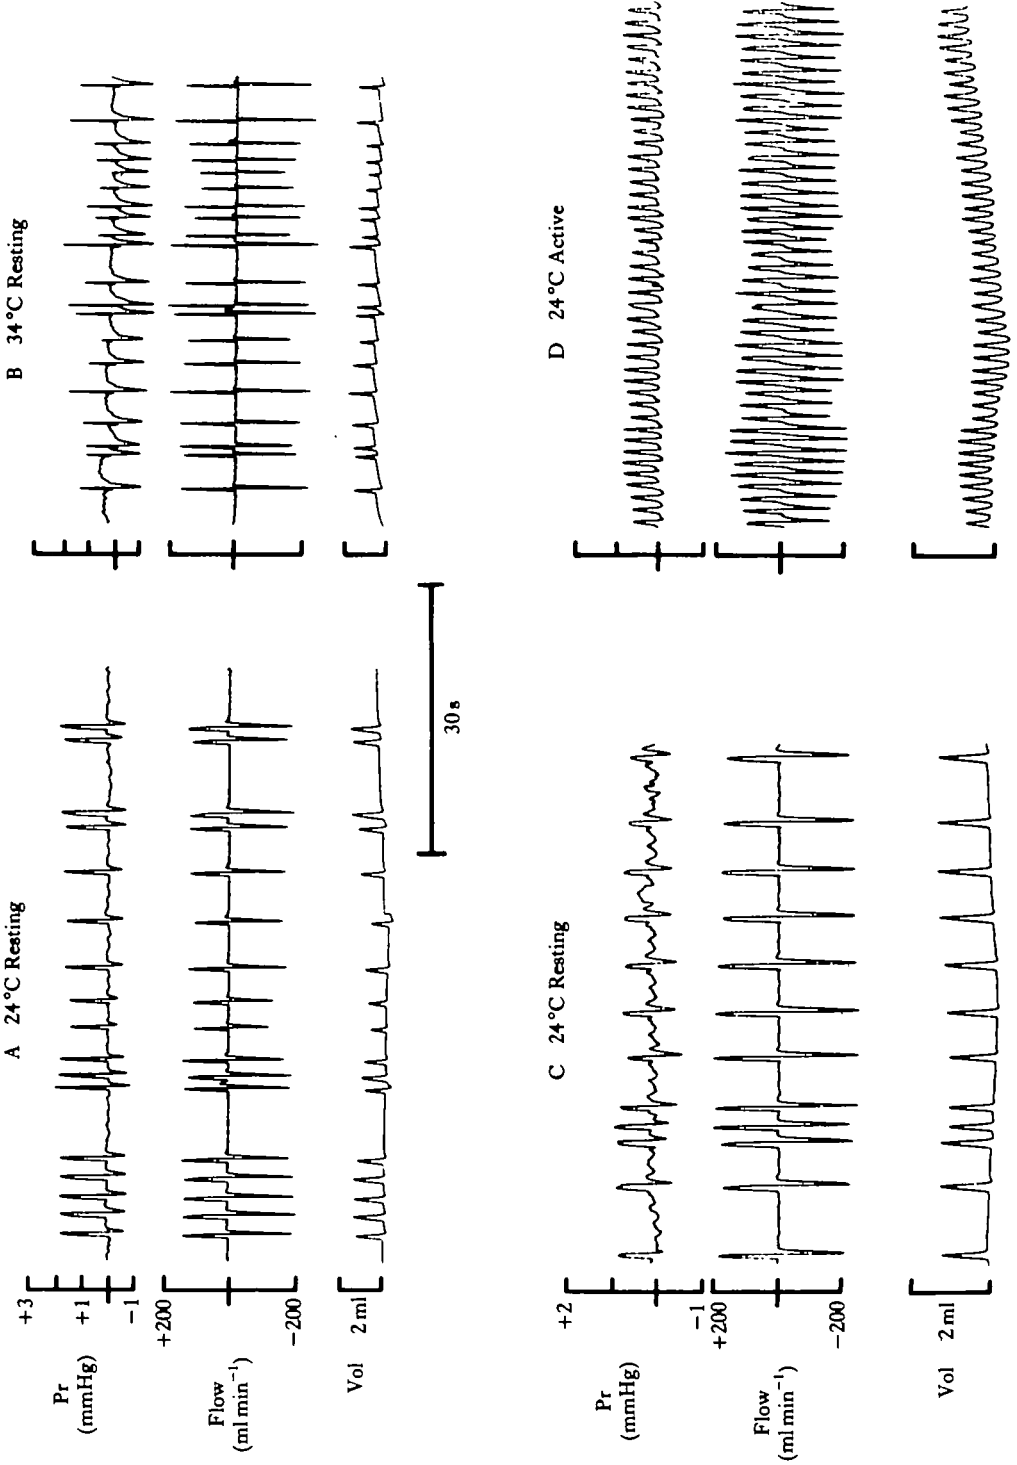 A 24 °C Resting
+3
+1
−1
Pr
(mmHg)
+200
−200
Flow
(ml min⁻¹)
Vol
2 ml
B 34 °C Resting
30 s
C 24 °C Resting
+2
−1
Pr
(mmHg)
+200
−200
Flow
(ml min⁻¹)
Vol
2 ml
D 24 °C Active